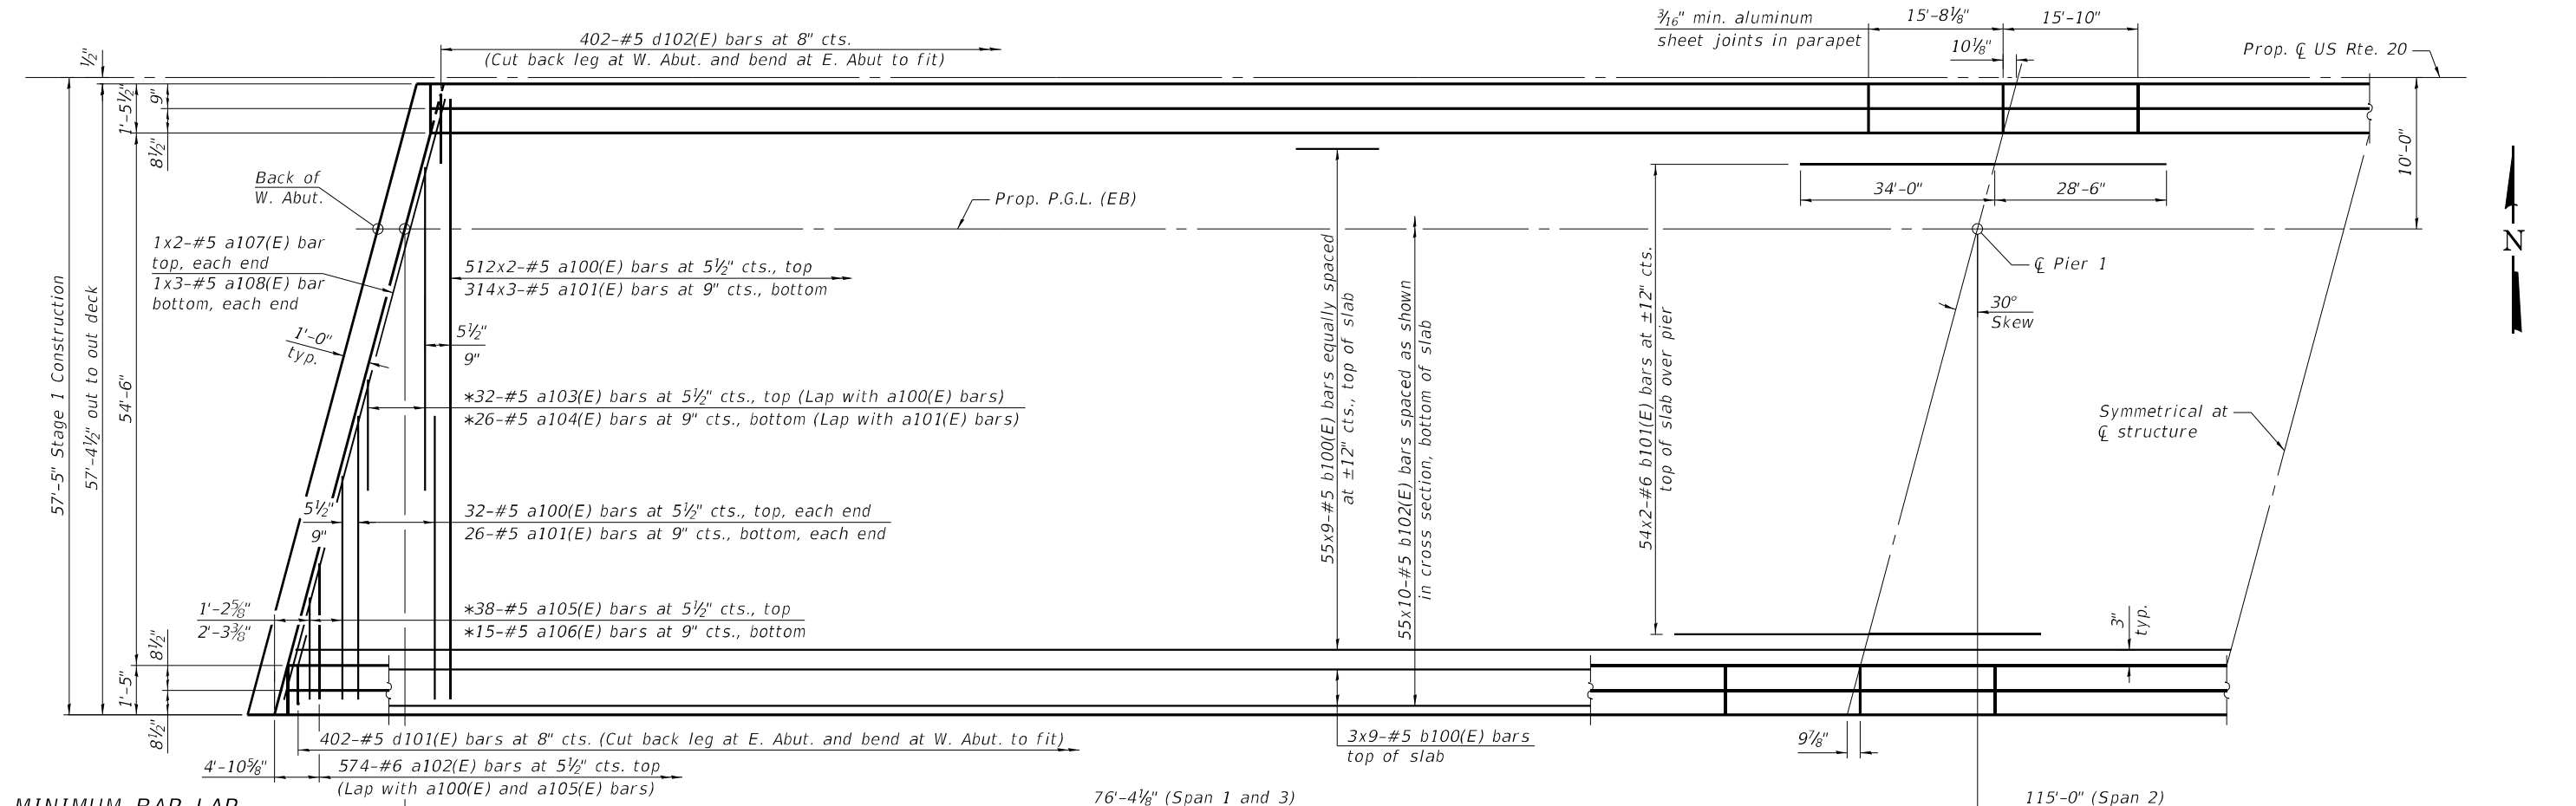 402-#5 d102(E) bars at 8" cts.
(Cut back leg at W. Abut. and bend at E. Abut to fit)
3/16" min. aluminum
sheet joints in parapet
15'-8⅛"
15'-10"
10⅛"
Prop. ℄ US Rte. 20
½"
1'-5½"
9"
8½"
10'-0"
Back of
W. Abut.
Prop. P.G.L. (EB)
34'-0"
28'-6"
N
1x2-#5 a107(E) bar
top, each end
1x3-#5 a108(E) bar
bottom, each end
512x2-#5 a100(E) bars at 5½" cts., top
314x3-#5 a101(E) bars at 9" cts., bottom
℄ Pier 1
30°
Skew
1'-0"
typ.
5½"
9"
57'-5" Stage 1 Construction
57'-4½" out to out deck
54'-6"
*32-#5 a103(E) bars at 5½" cts., top (Lap with a100(E) bars)
*26-#5 a104(E) bars at 9" cts., bottom (Lap with a101(E) bars)
55x9-#5 b100(E) bars equally spaced
at ±12" cts., top of slab
55x10-#5 b102(E) bars spaced as shown
in cross section, bottom of slab
54x2-#6 b101(E) bars at ±12" cts.
top of slab over pier
Symmetrical at
℄ structure
5½"
9"
32-#5 a100(E) bars at 5½" cts., top, each end
26-#5 a101(E) bars at 9" cts., bottom, each end
1'-2⅝"
2'-3⅜"
*38-#5 a105(E) bars at 5½" cts., top
*15-#5 a106(E) bars at 9" cts., bottom
3"
typ.
8½"
1'-5"
8½"
402-#5 d101(E) bars at 8" cts. (Cut back leg at E. Abut. and bend at W. Abut. to fit)
3x9-#5 b100(E) bars
top of slab
9⅞"
4'-10⅝"
574-#6 a102(E) bars at 5½" cts. top
(Lap with a100(E) and a105(E) bars)
MINIMUM BAR LAP
76'-4⅛" (Span 1 and 3)
115'-0" (Span 2)